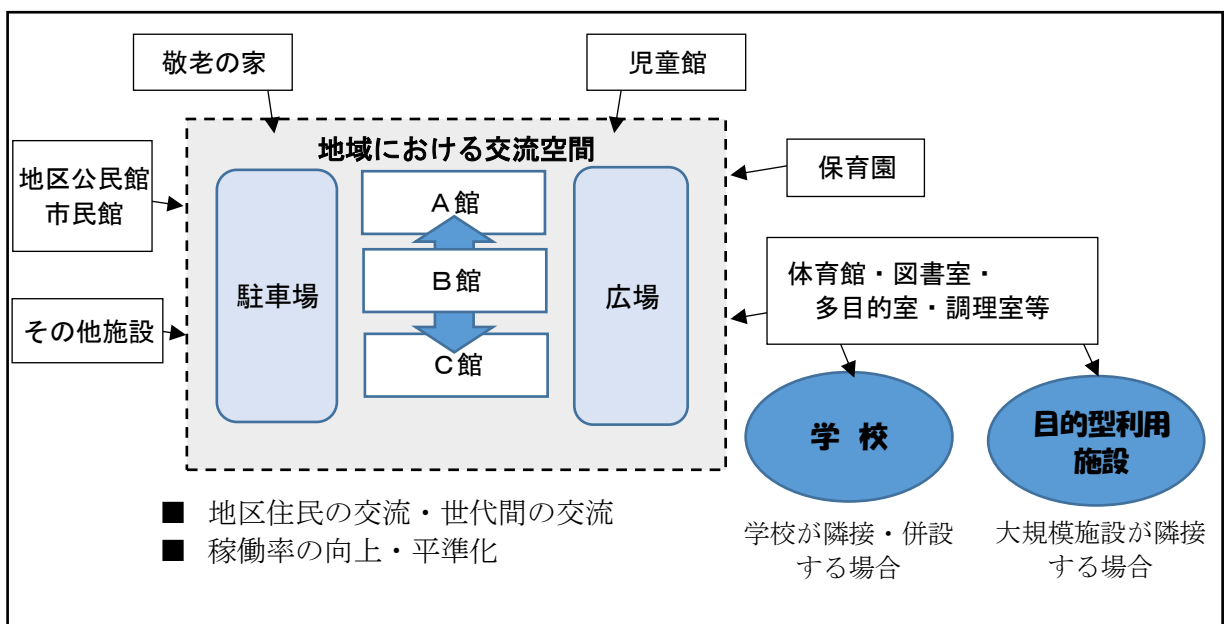 敬老の家
児童館
地域における交流空間
地区公民館
市民館
保育園
A館
B館
C館
駐車場
広場
体育館・図書室・
多目的室・調理室等
その他施設
学 校
目的型利用
施設
■ 地区住民の交流・世代間の交流
■ 稼働率の向上・平準化
学校が隣接・併設
する場合
大規模施設が隣接
する場合